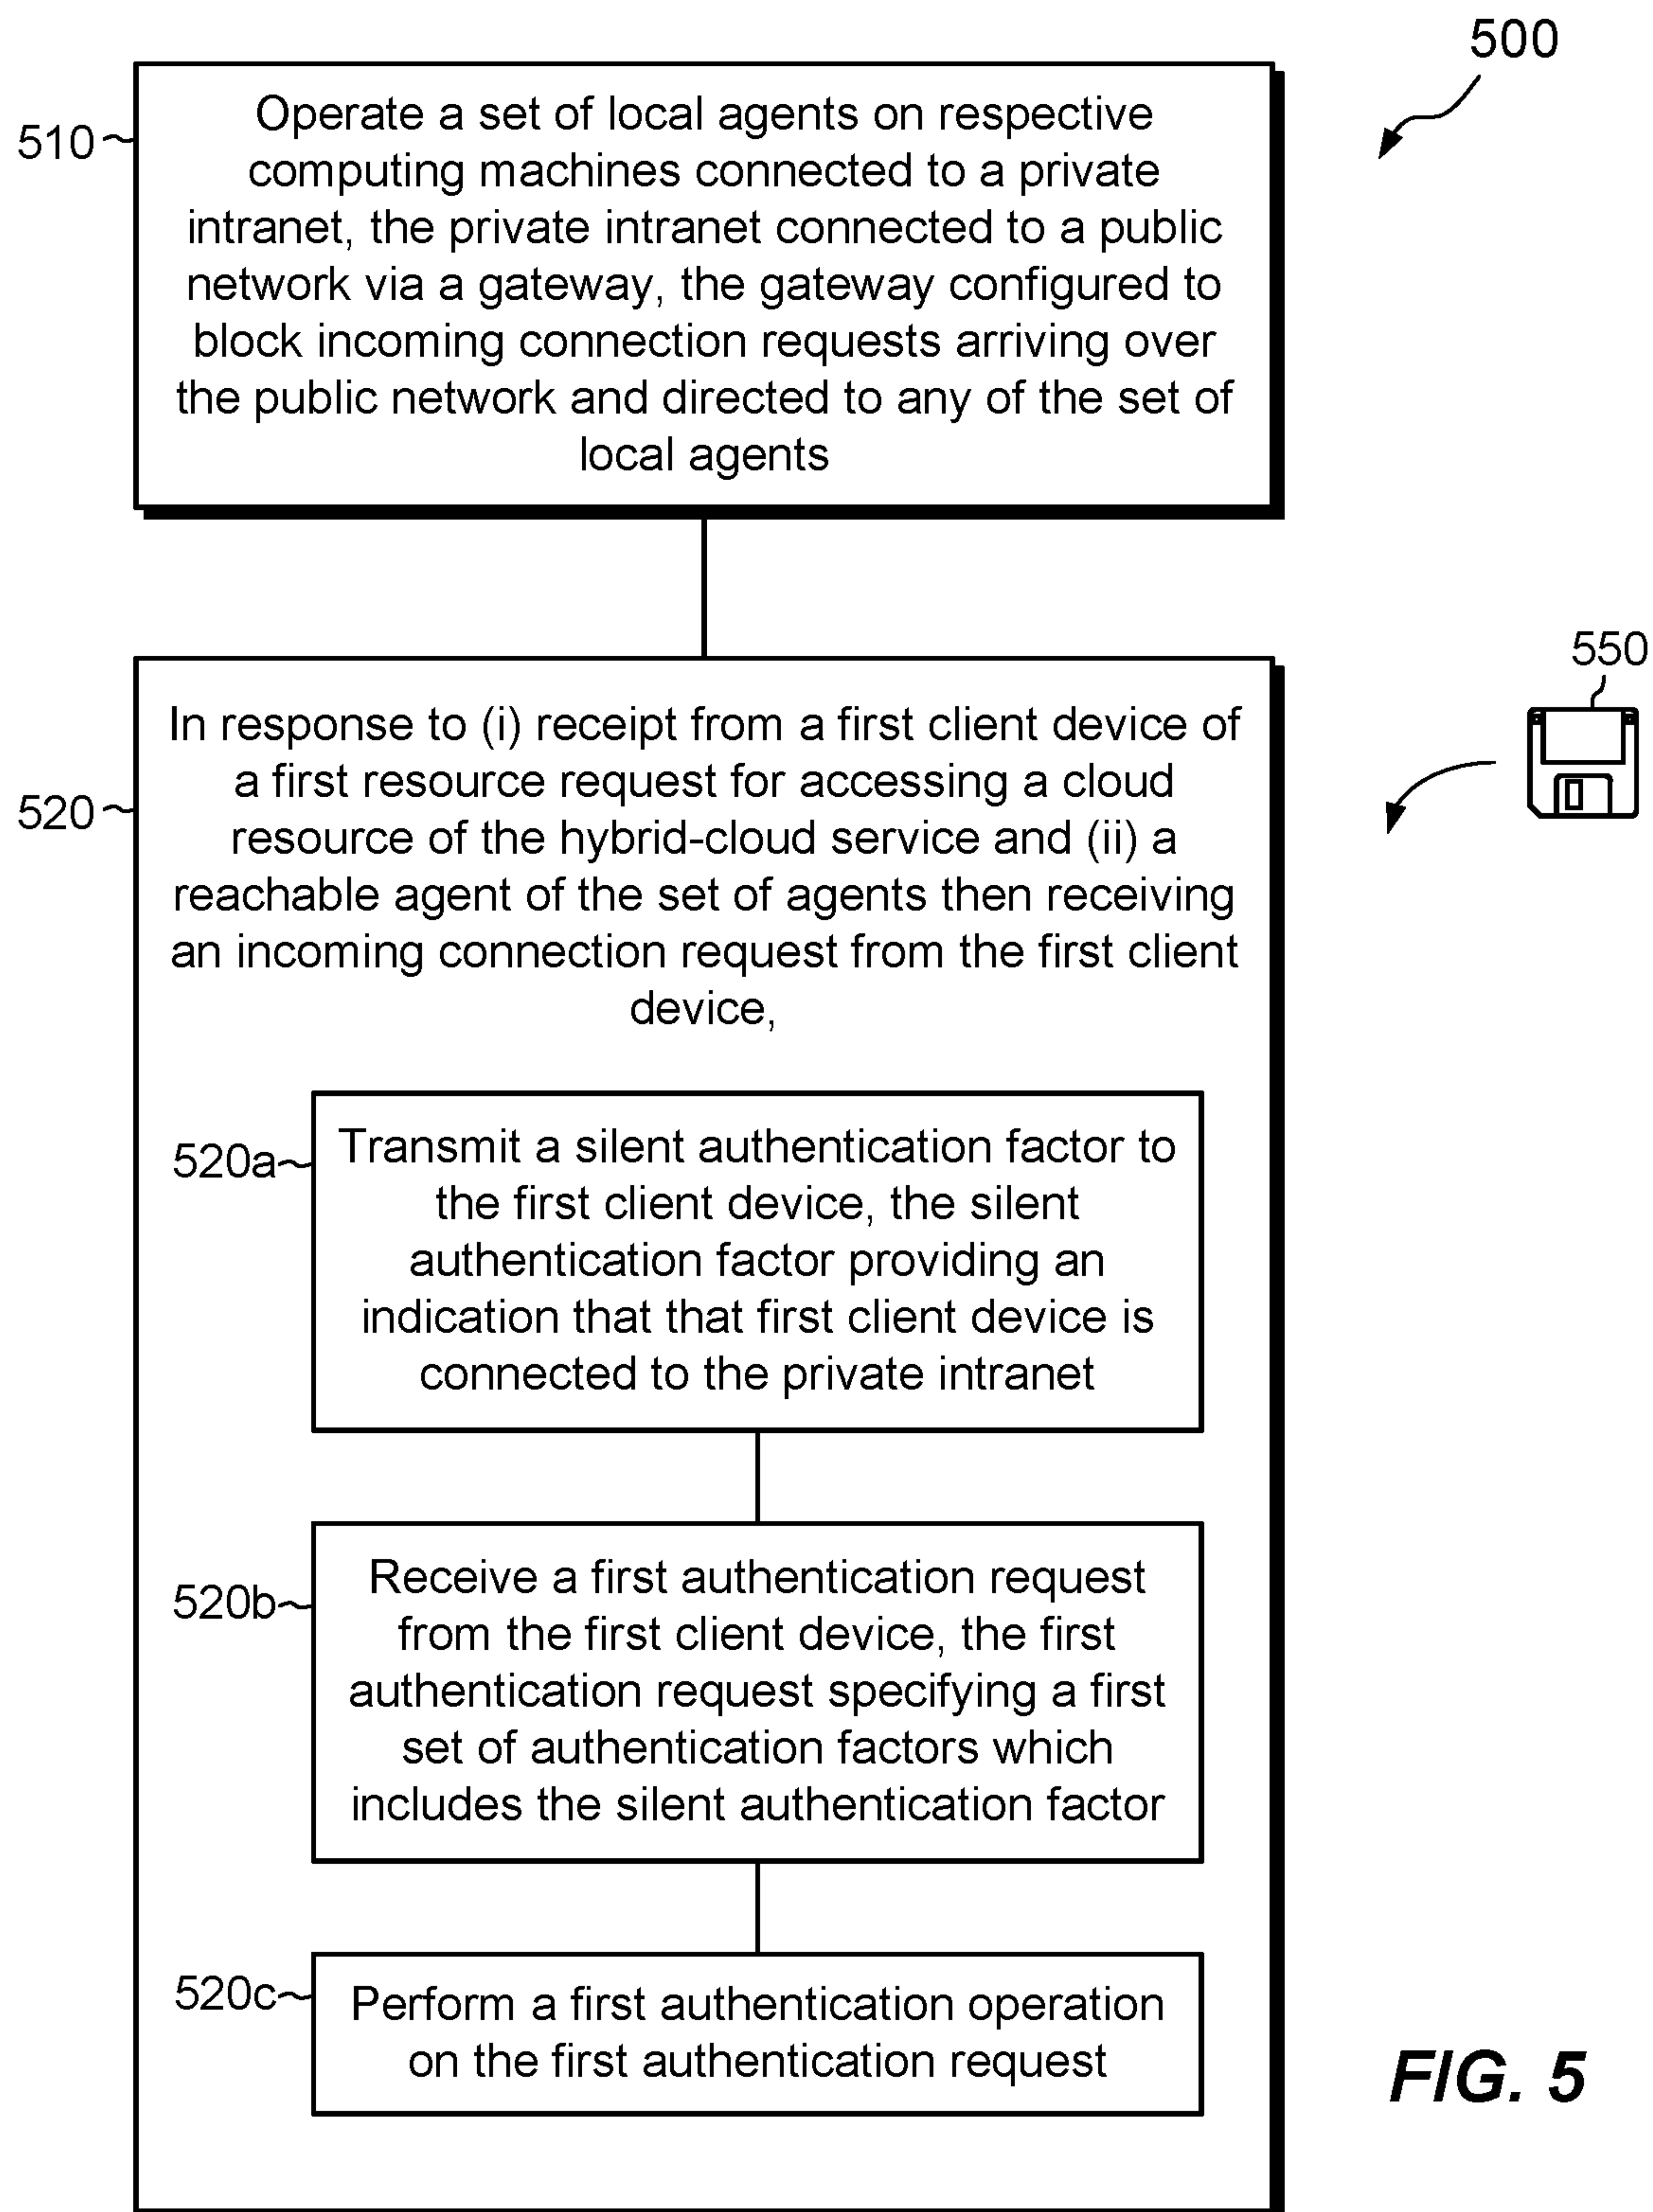 500
510
Operate a set of local agents on respective
computing machines connected to a private
intranet, the private intranet connected to a public
network via a gateway, the gateway configured to
block incoming connection requests arriving over
the public network and directed to any of the set of
local agents
550
520
In response to (i) receipt from a first client device of
a first resource request for accessing a cloud
resource of the hybrid-cloud service and (ii) a
reachable agent of the set of agents then receiving
an incoming connection request from the first client
device,
520a
Transmit a silent authentication factor to
the first client device, the silent
authentication factor providing an
indication that that first client device is
connected to the private intranet
520b
Receive a first authentication request
from the first client device, the first
authentication request specifying a first
set of authentication factors which
includes the silent authentication factor
520c
Perform a first authentication operation
on the first authentication request
FIG. 5